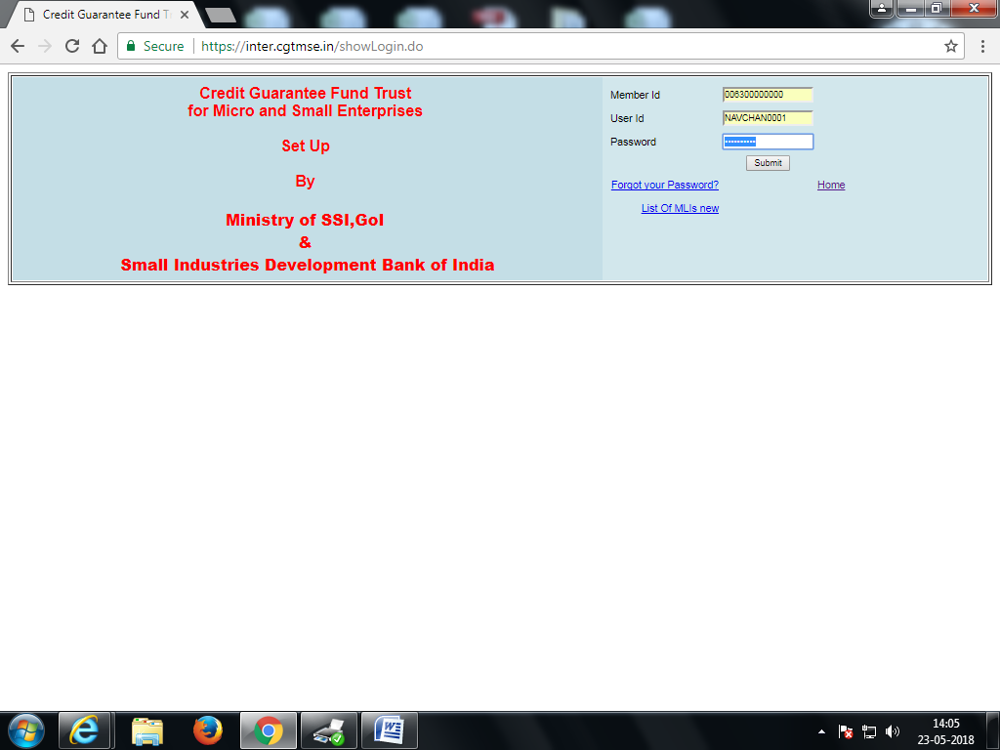 Credit Guarantee Fund T
Secure
https://inter.cgtmse.in/showLogin.do
Credit Guarantee Fund Trust
for Micro and Small Enterprises
Set Up
By
Ministry of SSI,GoI
&
Small Industries Development Bank of India
Member Id 006300000000
User Id NAVCHAN0001
Password ••••••••••
Submit
Forgot your Password? Home
List Of MLIs new
14:05
23-05-2018